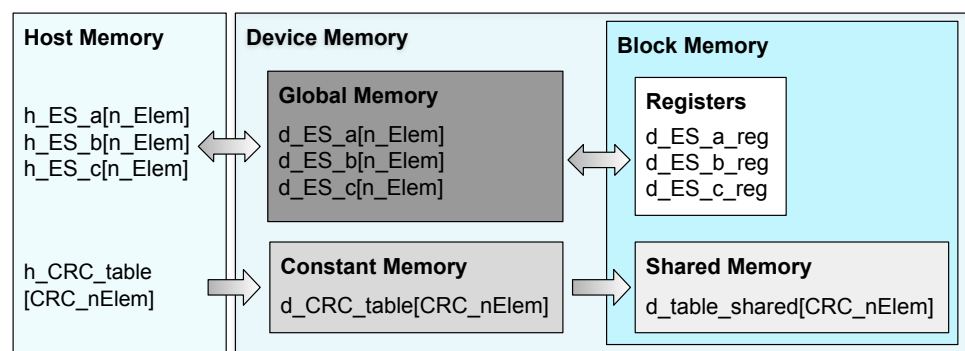 Host Memory
h_ES_a[n_Elem]
h_ES_b[n_Elem]
h_ES_c[n_Elem]
h_CRC_table
[CRC_nElem]
Device Memory
Global Memory
d_ES_a[n_Elem]
d_ES_b[n_Elem]
d_ES_c[n_Elem]
Constant Memory
d_CRC_table[CRC_nElem]
Block Memory
Registers
d_ES_a_reg
d_ES_b_reg
d_ES_c_reg
Shared Memory
d_table_shared[CRC_nElem]